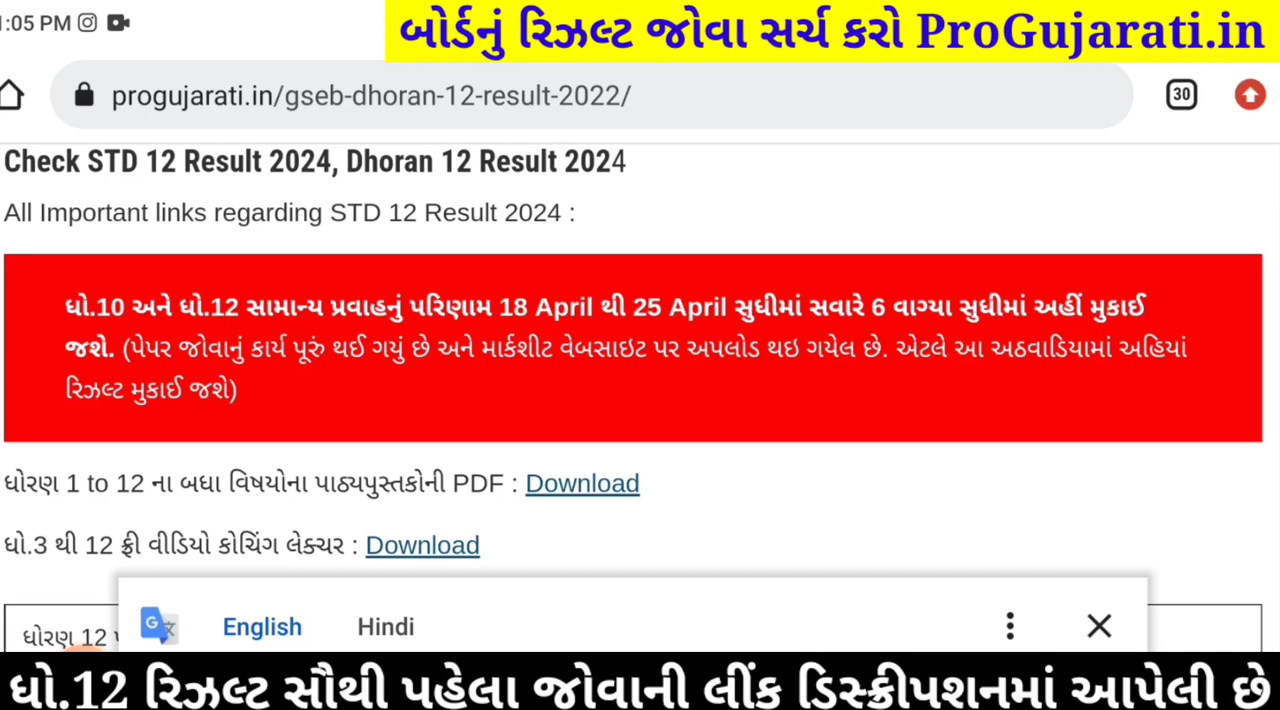 1:05 PM
બોર્ડનું રિઝલ્ટ જોવા સર્ચ કરો ProGujarati.in
progujarati.in/gseb-dhoran-12-result-2022/
30
Check STD 12 Result 2024, Dhoran 12 Result 2024
All Important links regarding STD 12 Result 2024 :
ધો.10 અને ધો.12 સામાન્ય પ્રવાહનું પરિણામ 18 April થી 25 April સુધીમાં સવારે 6 વાગ્યા સુધીમાં અહીં મુકાઈ
જશે. (પેપર જોવાનું કાર્ય પૂરું થઈ ગયું છે અને માર્કશીટ વેબસાઇટ પર અપલોડ થઇ ગયેલ છે. એટલે આ અઠવાડિયામાં અહિયાં
રિઝલ્ટ મુકાઈ જશે)
ધોરણ 1 to 12 ના બધા વિષયોના પાઠ્યપુસ્તકોની PDF : Download
ધો.3 થી 12 ફ્રી વીડિયો કોચિંગ લેક્ચર : Download
ધોરણ 12
English Hindi
ધો.12 રિઝલ્ટ સૌથી પહેલા જોવાની લીંક ડિસ્ક્રીપશનમાં આપેલી છે